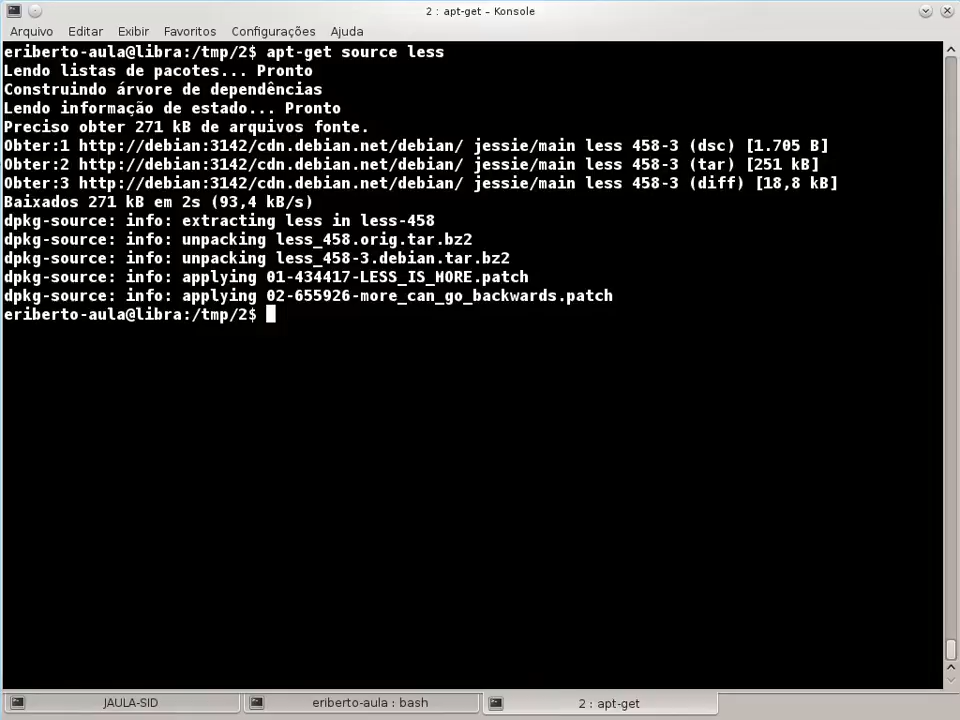 2 : apt-get – Konsole
Arquivo Editar Exibir Favoritos Configurações Ajuda
eriberto-aula@libra:/tmp/2$ apt-get source less
Lendo listas de pacotes... Pronto
Construindo árvore de dependências
Lendo informação de estado... Pronto
Preciso obter 271 kB de arquivos fonte.
Obter:1 http://debian:3142/cdn.debian.net/debian/ jessie/main less 458-3 (dsc) [1.705 B]
Obter:2 http://debian:3142/cdn.debian.net/debian/ jessie/main less 458-3 (tar) [251 kB]
Obter:3 http://debian:3142/cdn.debian.net/debian/ jessie/main less 458-3 (diff) [18,8 kB]
Baixados 271 kB em 2s (93,4 kB/s)
dpkg-source: info: extracting less in less-458
dpkg-source: info: unpacking less_458.orig.tar.bz2
dpkg-source: info: unpacking less_458-3.debian.tar.bz2
dpkg-source: info: applying 01-434417-LESS_IS_MORE.patch
dpkg-source: info: applying 02-655926-more_can_go_backwards.patch
eriberto-aula@libra:/tmp/2$
JAULA-SID eriberto-aula : bash 2 : apt-get